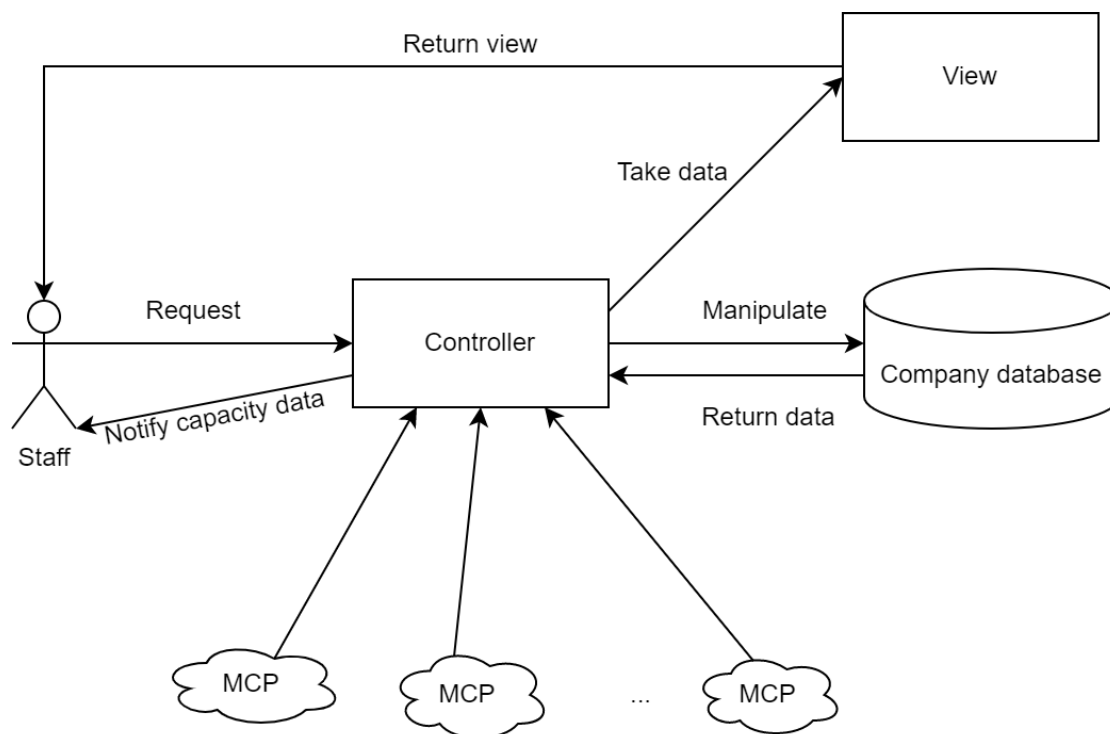 Return view
View
Take data
Request
Controller
Manipulate
Company database
Notify capacity data
Return data
Staff
MCP
MCP
...
MCP